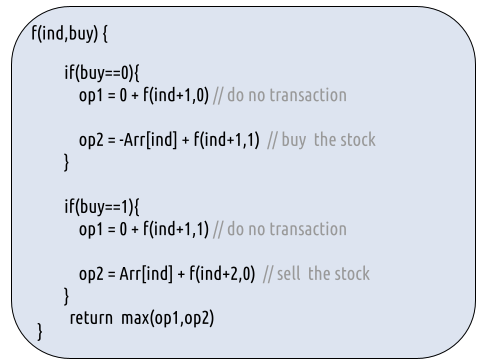 f(ind,buy) {
if(buy==0){
op1 = 0 + f(ind+1,0) // do no transaction
op2 = -Arr[ind] + f(ind+1,1) // buy the stock
}
if(buy==1){
op1 = 0 + f(ind+1,1) // do no transaction
op2 = Arr[ind] + f(ind+2,0) // sell the stock
}
return max(op1,op2)
}